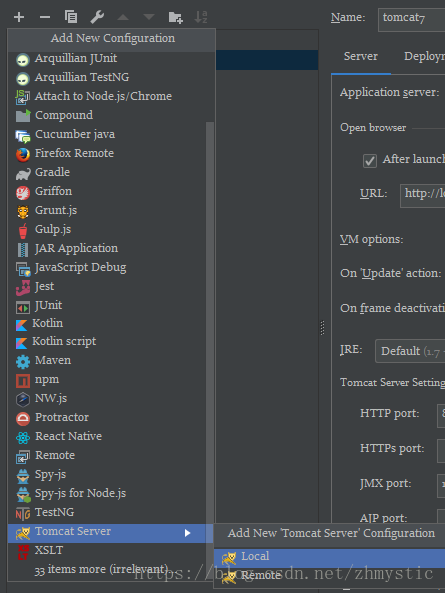 Name: tomcat7
Add New Configuration
Arquillian JUnit
Arquillian TestNG
Attach to Node.js/Chrome
Compound
Cucumber java
Firefox Remote
Gradle
Griffon
Grunt.js
Gulp.js
JAR Application
JavaScript Debug
Jest
JUnit
Kotlin
Kotlin script
Maven
npm
NW.js
Protractor
React Native
Remote
Spy-js
Spy-js for Node.js
TestNG
Tomcat Server
XSLT
33 items more (irrelevant)...
Server Deployn
Application server:
Open browser
After launch
URL: http://lo
VM options:
On 'Update' action:
On frame deactivati
JRE: Default (1.7 -
Tomcat Server Setting
HTTP port: 8
HTTPs port:
JMX port: 1
AJP port:
Add New 'Tomcat Server' Configuration
Local
Remote
https://blog.csdn.net/zhmystic